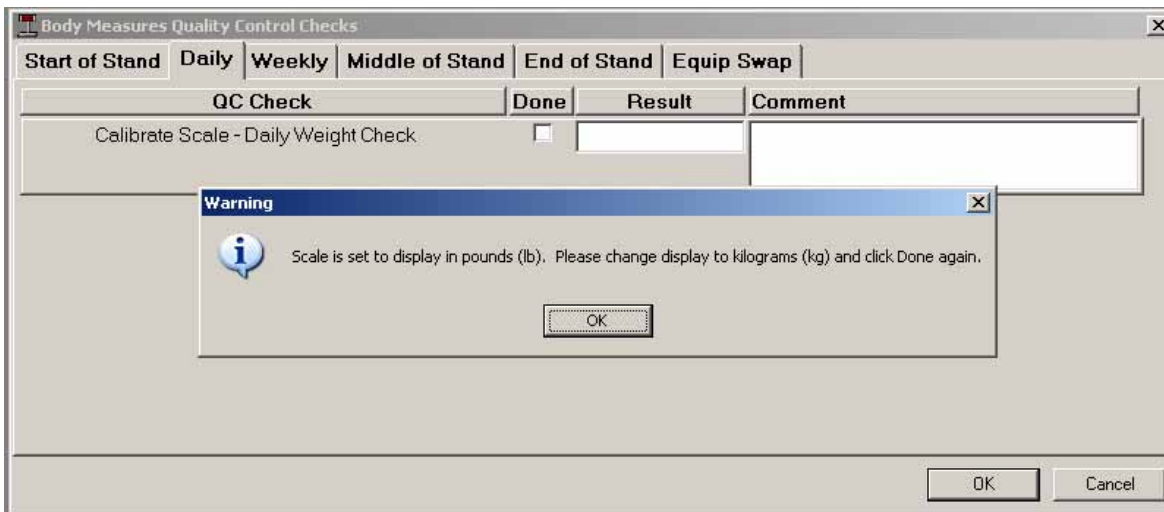 Body Measures Quality Control Checks
Start of Stand Daily Weekly Middle of Stand End of Stand Equip Swap
QC Check Done Result Comment
Calibrate Scale - Daily Weight Check
Warning
Scale is set to display in pounds (lb). Please change display to kilograms (kg) and click Done again.
OK
OK Cancel